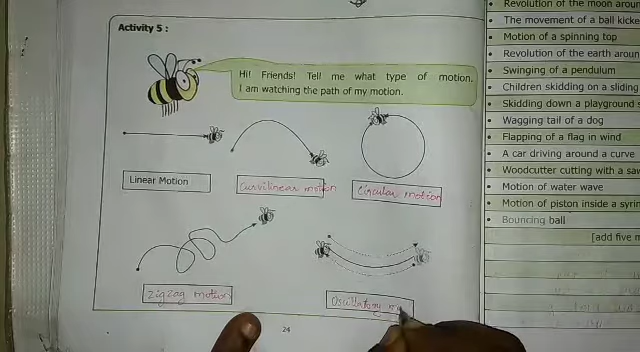 Activity 5 :
Hi! Friends! Tell me what type of motion.
I am watching the path of my motion.
Linear Motion
Curvilinear motion
Circular motion
Zigzag motion
Oscillatory
24
Revolution of the moon aroun
The movement of a ball kicke
Motion of a spinning top
Revolution of the earth aroun
Swinging of a pendulum
Children skidding on a sliding
Skidding down a playground s
Wagging tail of a dog
Flapping of a flag in wind
A car driving around a curve
Woodcutter cutting with a saw
Motion of water wave
Motion of piston inside a syrin
Bouncing ball
[add five m